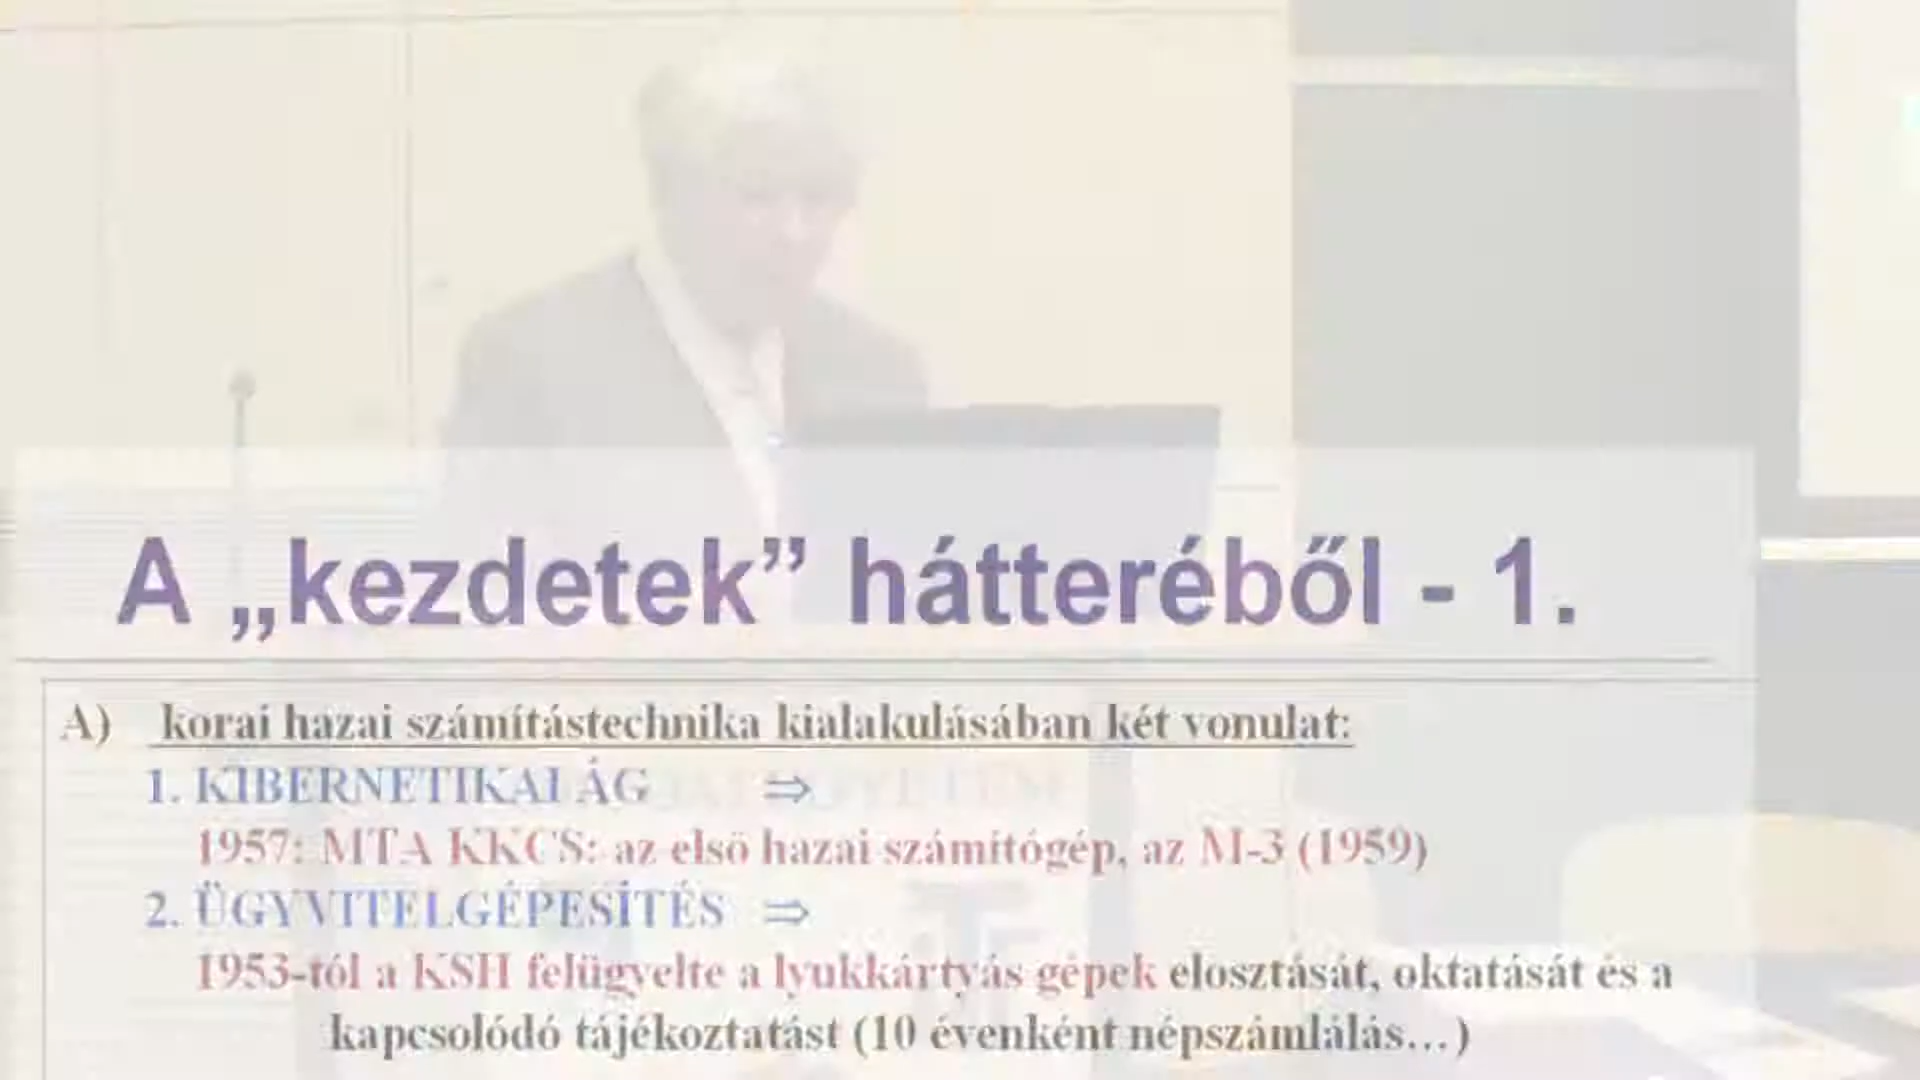 A „kezdetek” hátteréből - 1.
A) korai hazai számítástechnika kialakulásában két vonulat:
1. KIBERNETIKAI ÁG ⇒
1957: MTA KKCS: az első hazai számítógép, az M-3 (1959)
2. ÜGYVITELGÉPESÍTÉS ⇒
1953-tól a KSH felügyelte a lyukkártyás gépek elosztását, oktatását és a
kapcsolódó tájékoztatást (10 évenként népszámlálás…)